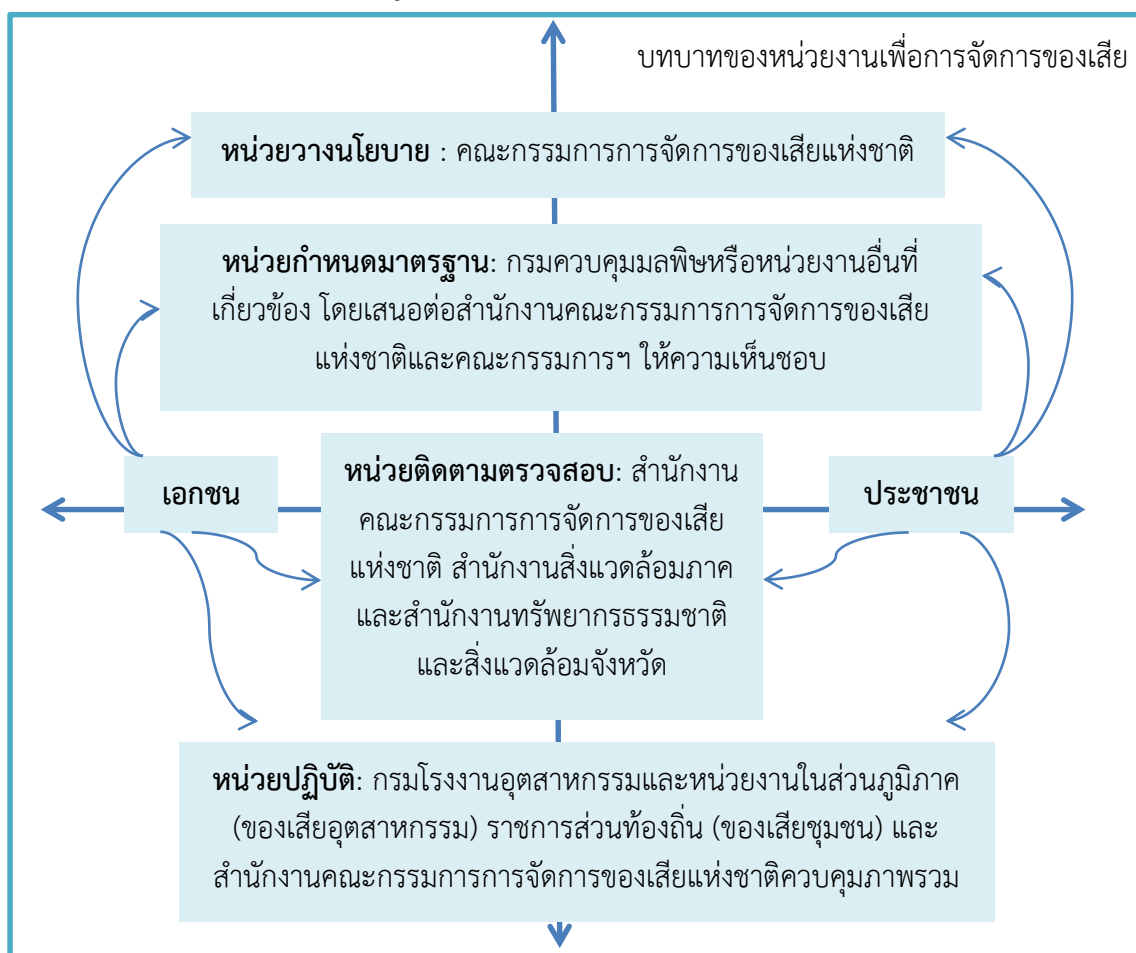 บทบาทของหน่วยงานเพื่อการจัดการของเสีย
หน่วยวางนโยบาย : คณะกรรมการการจัดการของเสียแห่งชาติ
หน่วยกำหนดมาตรฐาน: กรมควบคุมมลพิษหรือหน่วยงานอื่นที่
เกี่ยวข้อง โดยเสนอต่อสำนักงานคณะกรรมการการจัดการของเสีย
แห่งชาติและคณะกรรมการฯ ให้ความเห็นชอบ
เอกชน
หน่วยติดตามตรวจสอบ: สำนักงาน
คณะกรรมการการจัดการของเสีย
แห่งชาติ สำนักงานสิ่งแวดล้อมภาค
และสำนักงานทรัพยากรธรรมชาติ
และสิ่งแวดล้อมจังหวัด
ประชาชน
หน่วยปฏิบัติ: กรมโรงงานอุตสาหกรรมและหน่วยงานในส่วนภูมิภาค
(ของเสียอุตสาหกรรม) ราชการส่วนท้องถิ่น (ของเสียชุมชน) และ
สำนักงานคณะกรรมการการจัดการของเสียแห่งชาติควบคุมภาพรวม